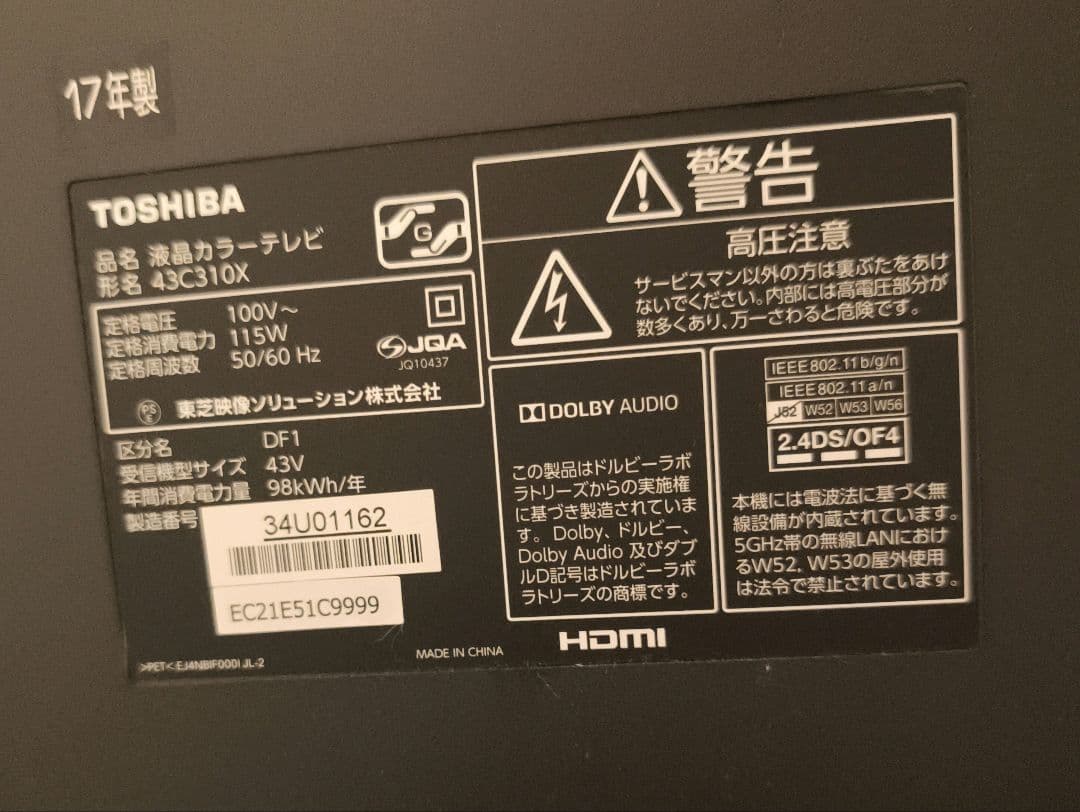 17年製
TOSHIBA
品名 液晶カラーテレビ
形名 43C310X
G
定格電圧 100V～
定格消費電力 115W
定格周波数 50/60 Hz
JQA
JQ10437
PS
E
東芝映像ソリューション株式会社
区分名 DF1
受信機型サイズ 43V
年間消費電力量 98kWh/年
製造番号
34U01162
EC21E51C9999
>PET< EJ4NBIF0001 JL-2
MADE IN CHINA
警告
高圧注意
サービスマン以外の方は裏ぶたをあけ
ないでください。内部には高電圧部分が
数多くあり、万一さわると危険です。
DOLBY AUDIO
この製品はドルビーラボ
ラトリーズからの実施権
に基づき製造されていま
す。Dolby、ドルビー、
Dolby Audio 及びダブ
ルD記号はドルビーラボ
ラトリーズの商標です。
HDMI
IEEE802.11b/g/n
IEEE802.11a/n
J52 W52 W53 W56
2.4DS/OF4
本機には電波法に基づく無
線設備が内蔵されています。
5GHz帯の無線LANにおけ
るW52, W53の屋外使用
は法令で禁止されています。